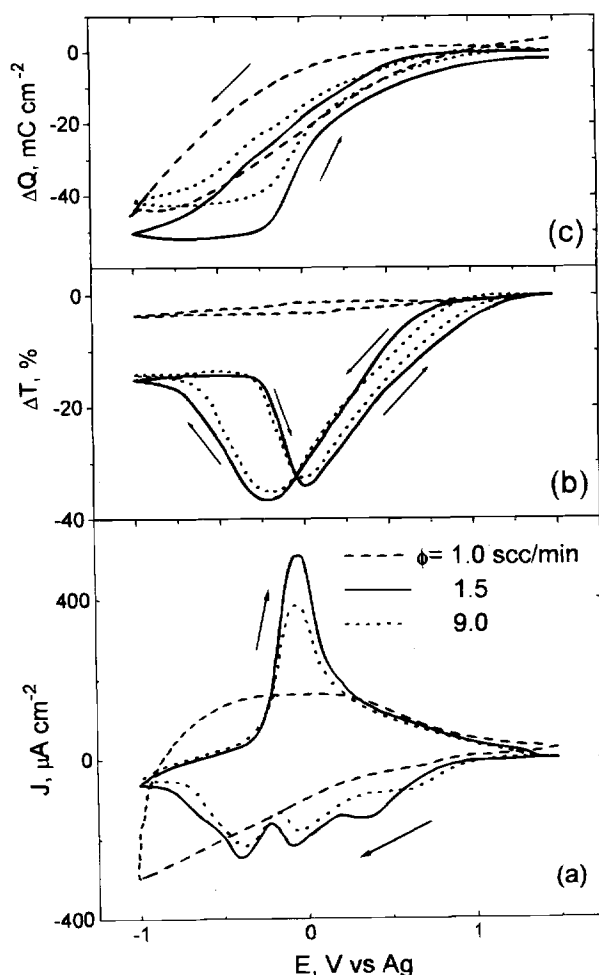 0
-20
-40
ΔQ, mC cm⁻²
(c)
0
-20
-40
ΔT, %
(b)
ϕ= 1.0 scc/min
1.5
9.0
400
0
-400
J, μA cm⁻²
(a)
-1
0
1
E, V vs Ag